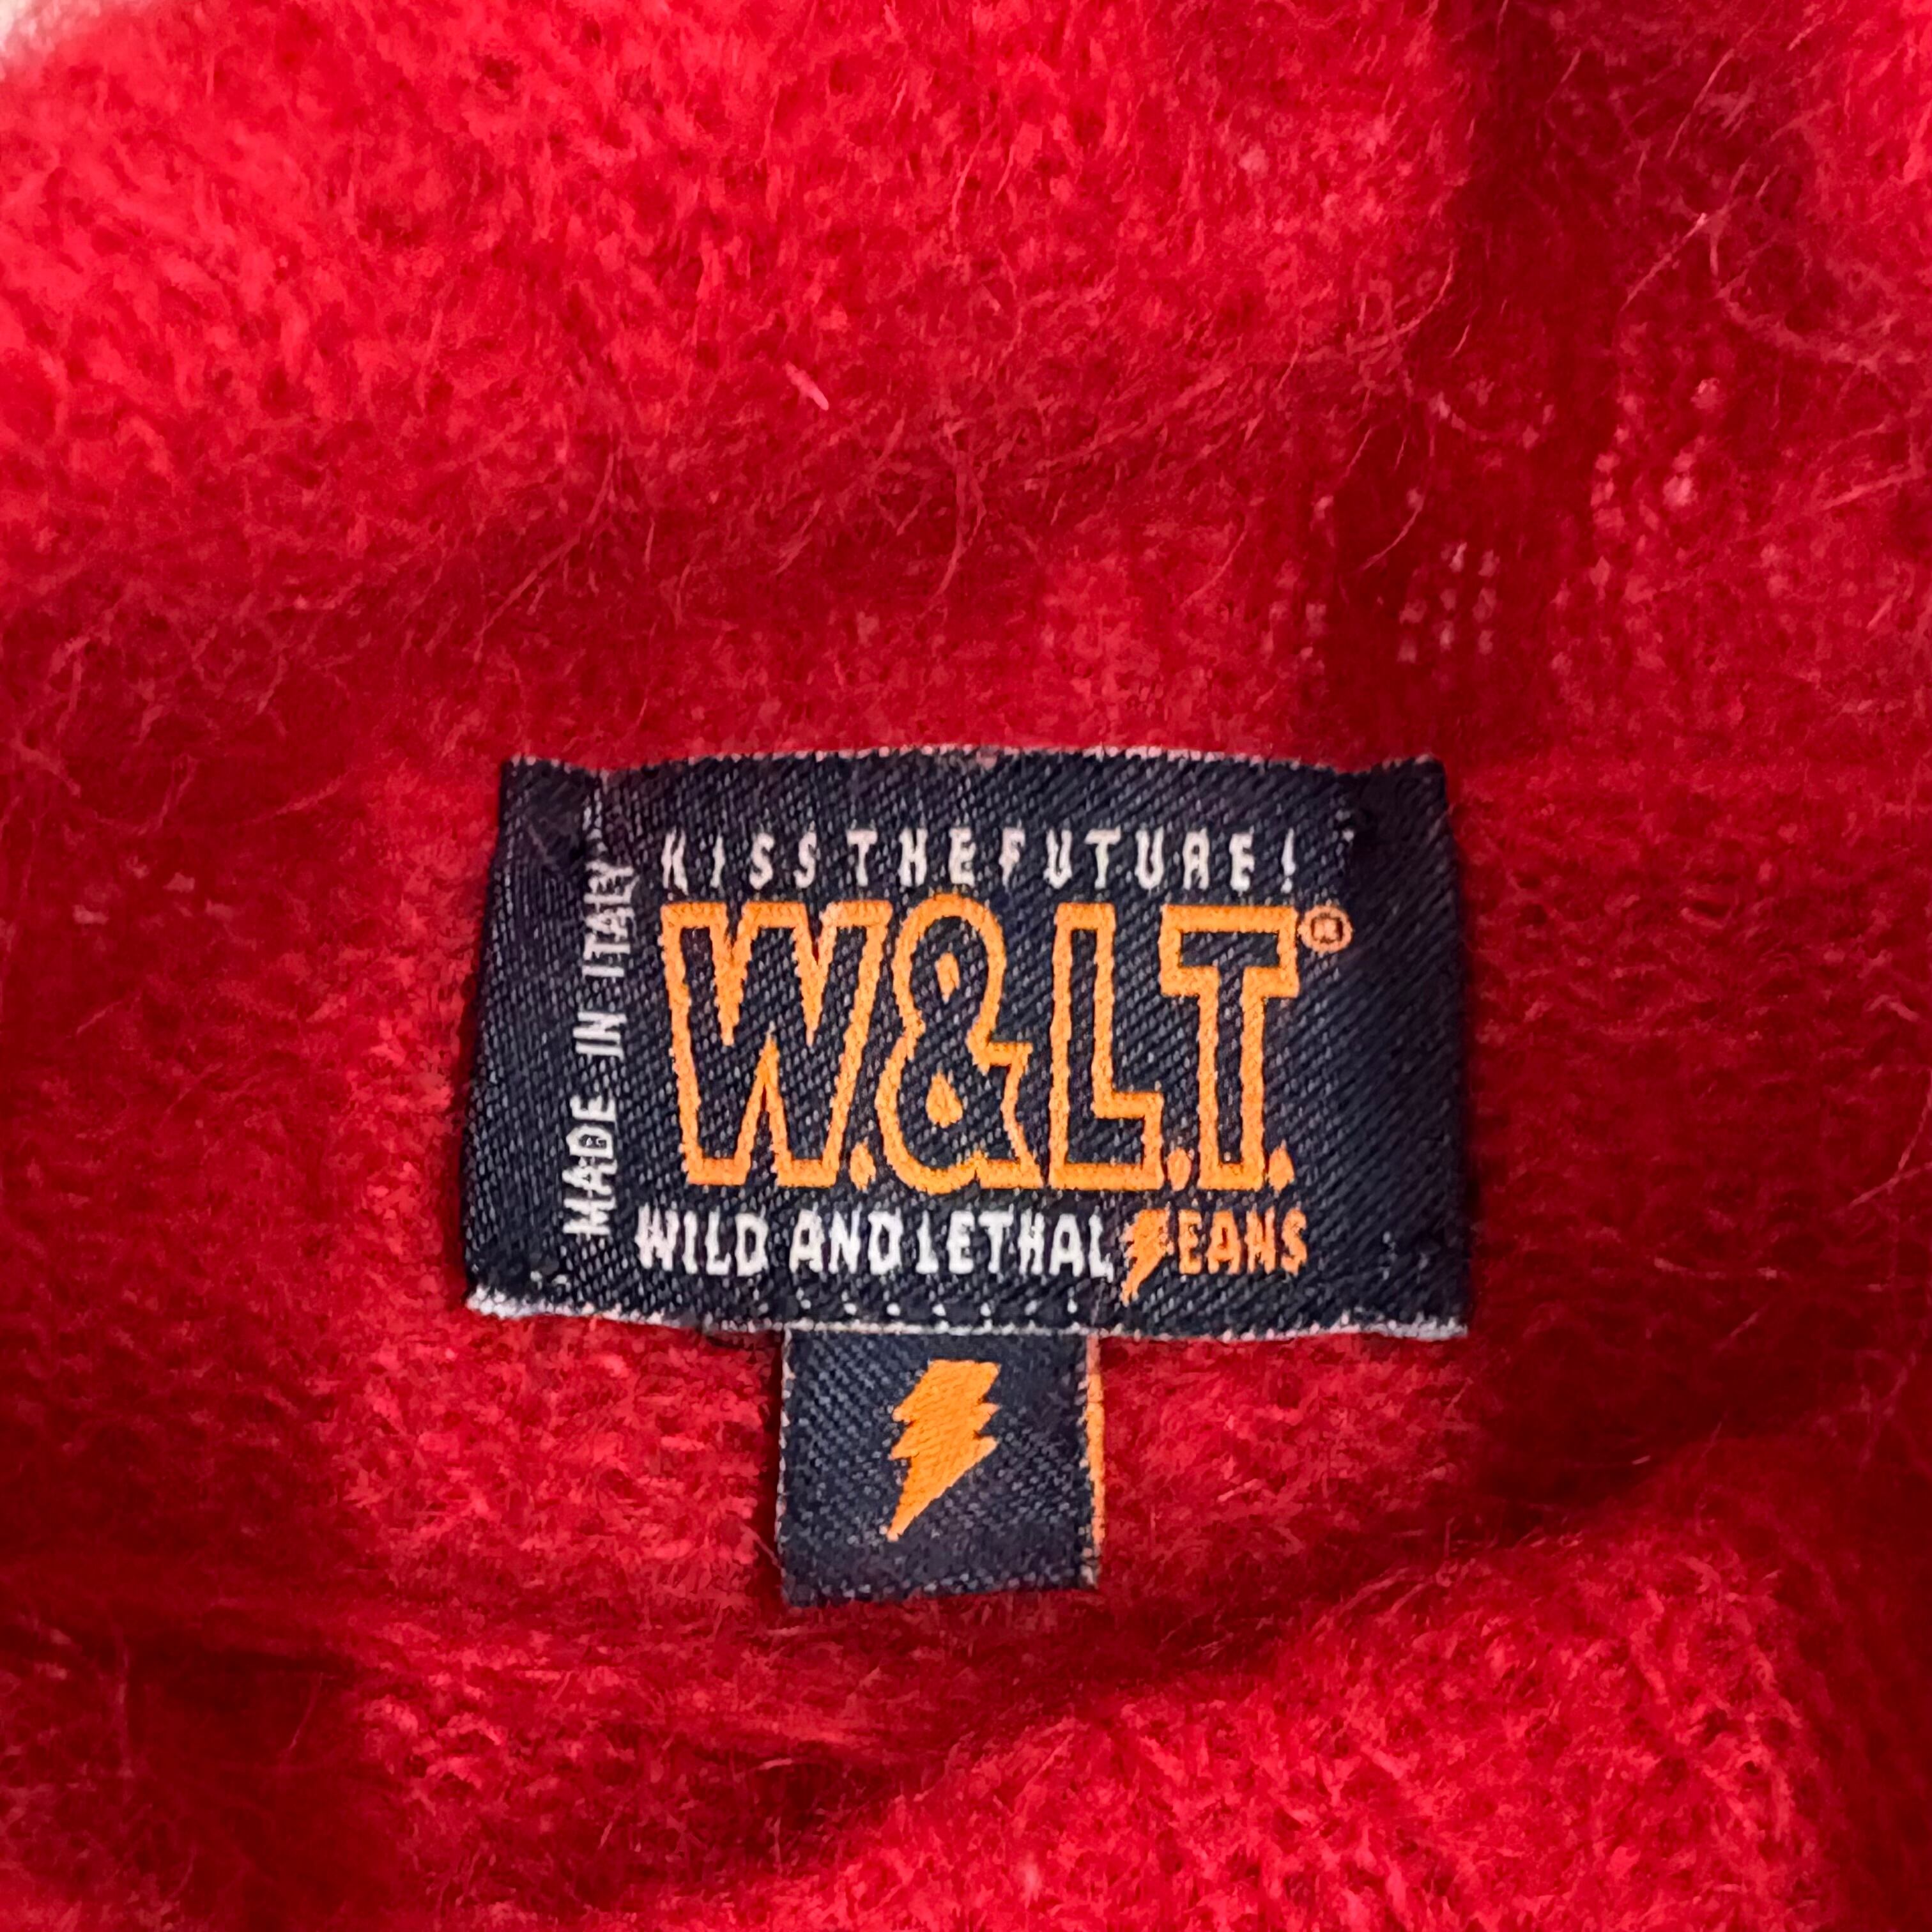 KISS THE FUTURE!
W.&L.T.®
WILD AND LETHAL JEANS
MADE IN ITALY